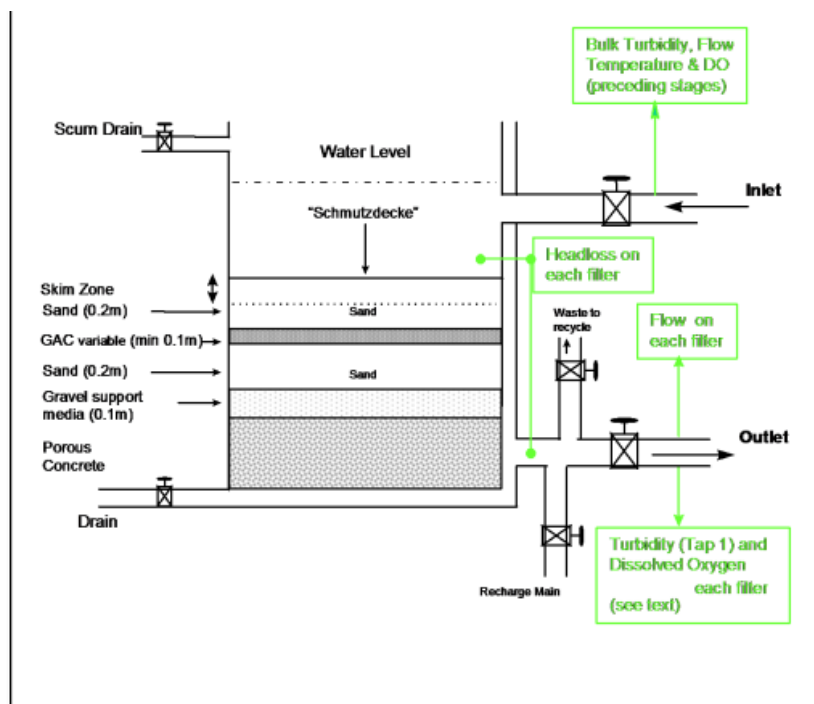 Bulk Turbidity, Flow
Temperature & DO
(preceding stages)
Scum Drain
Water Level
Inlet
"Schmutzdecke"
Headloss on
each filter
Skim Zone
Sand (0.2m)
Sand
Waste to
recycle
Flow on
each filter
GAC variable (min 0.1m)
Sand (0.2m)
Sand
Gravel support
media (0.1m)
Outlet
Porous
Concrete
Drain
Turbidity (Tap 1) and
Dissolved Oxygen
each filter
(see text)
Recharge Main